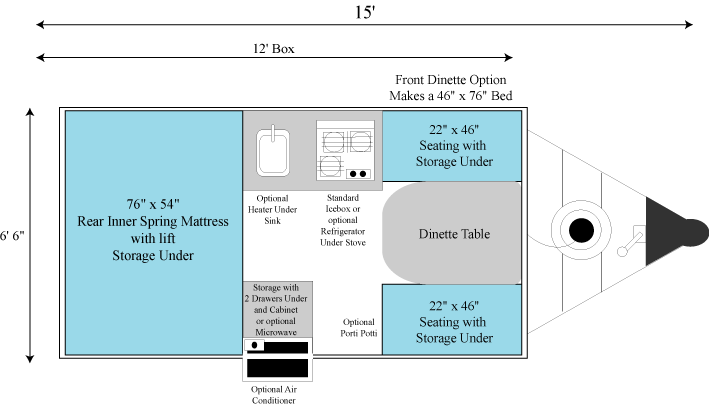 15'
12' Box
Front Dinette Option
Makes a 46" x 76" Bed
22" x 46"
Seating with
Storage Under
76" x 54"
Rear Inner Spring Mattress
with lift
Storage Under
Optional
Heater Under
Sink
Standard
Icebox or
optional
Refrigerator
Under Stove
Dinette Table
6' 6"
Storage with
2 Drawers Under
and Cabinet
or optional
Microwave
Optional
Porti Potti
22" x 46"
Seating with
Storage Under
Optional Air
Conditioner